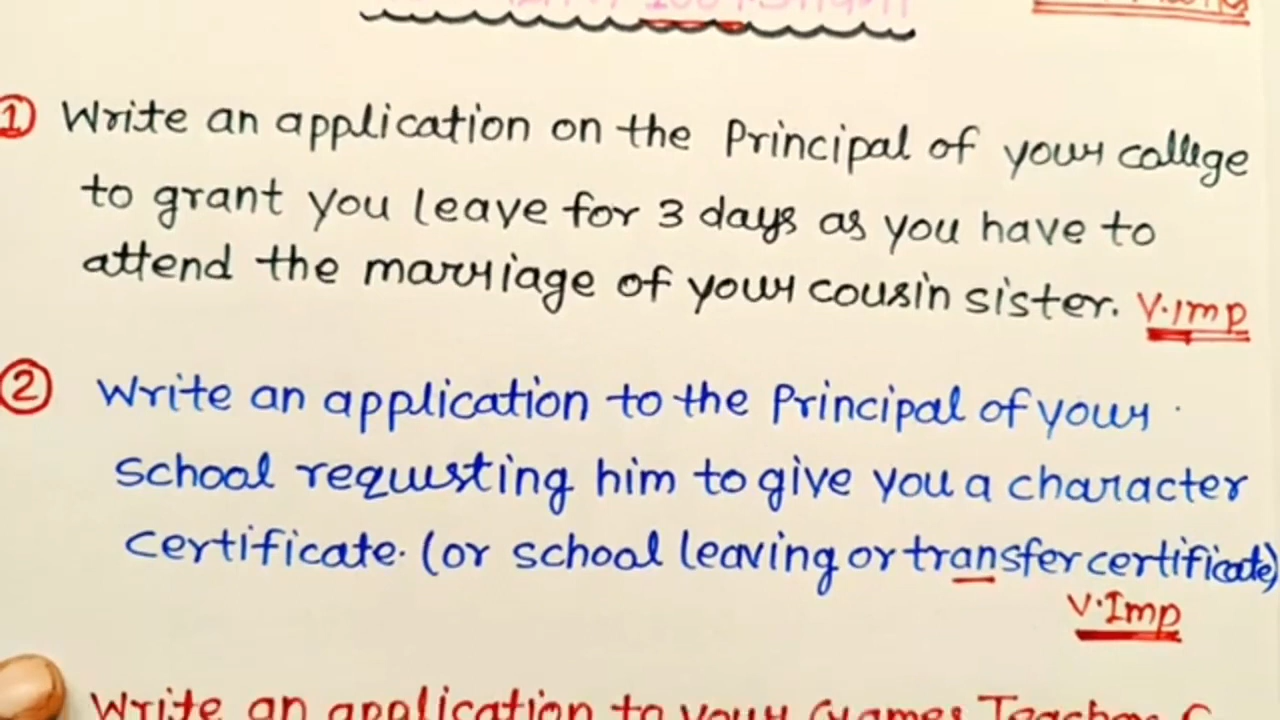 ① Write an application on the Principal of your college
to grant you leave for 3 days as you have to
attend the marriage of your cousin sister. V.imp
② Write an application to the Principal of your
school requsting him to give you a character
certificate. (or school leaving or transfer certificate)
V.Imp
Write an application to your Games Teacher